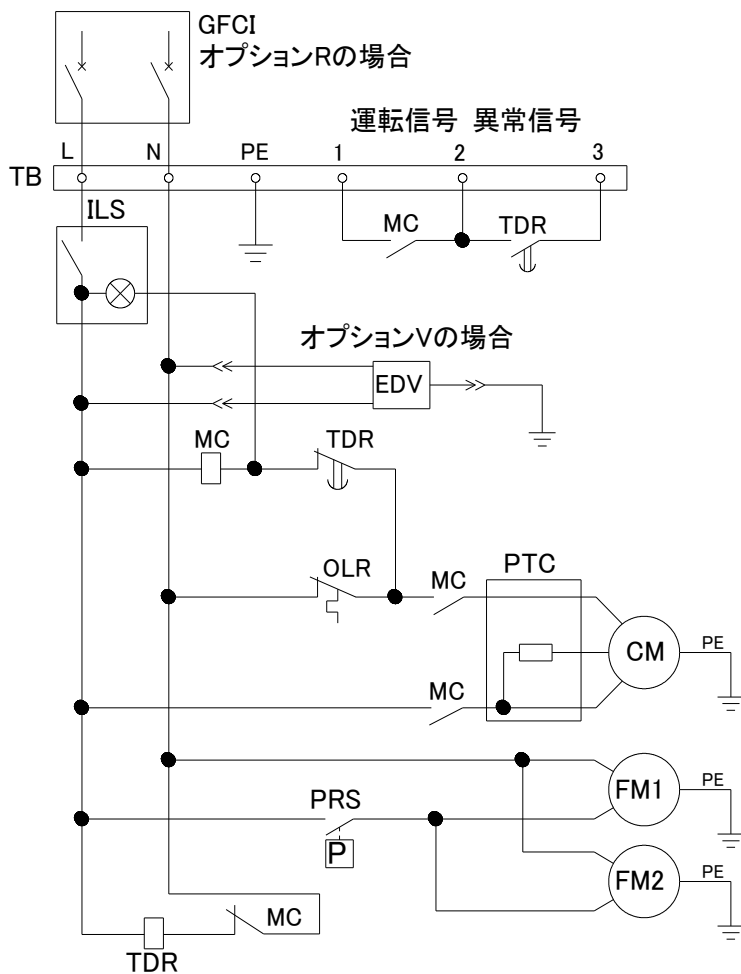 GFCI
オプションRの場合
運転信号 異常信号
L N PE 1 2 3
TB
ILS
MC TDR
オプションVの場合
EDV
MC TDR
OLR MC PTC
CM PE
MC
FM1 PE
PRS
P
FM2 PE
MC
TDR